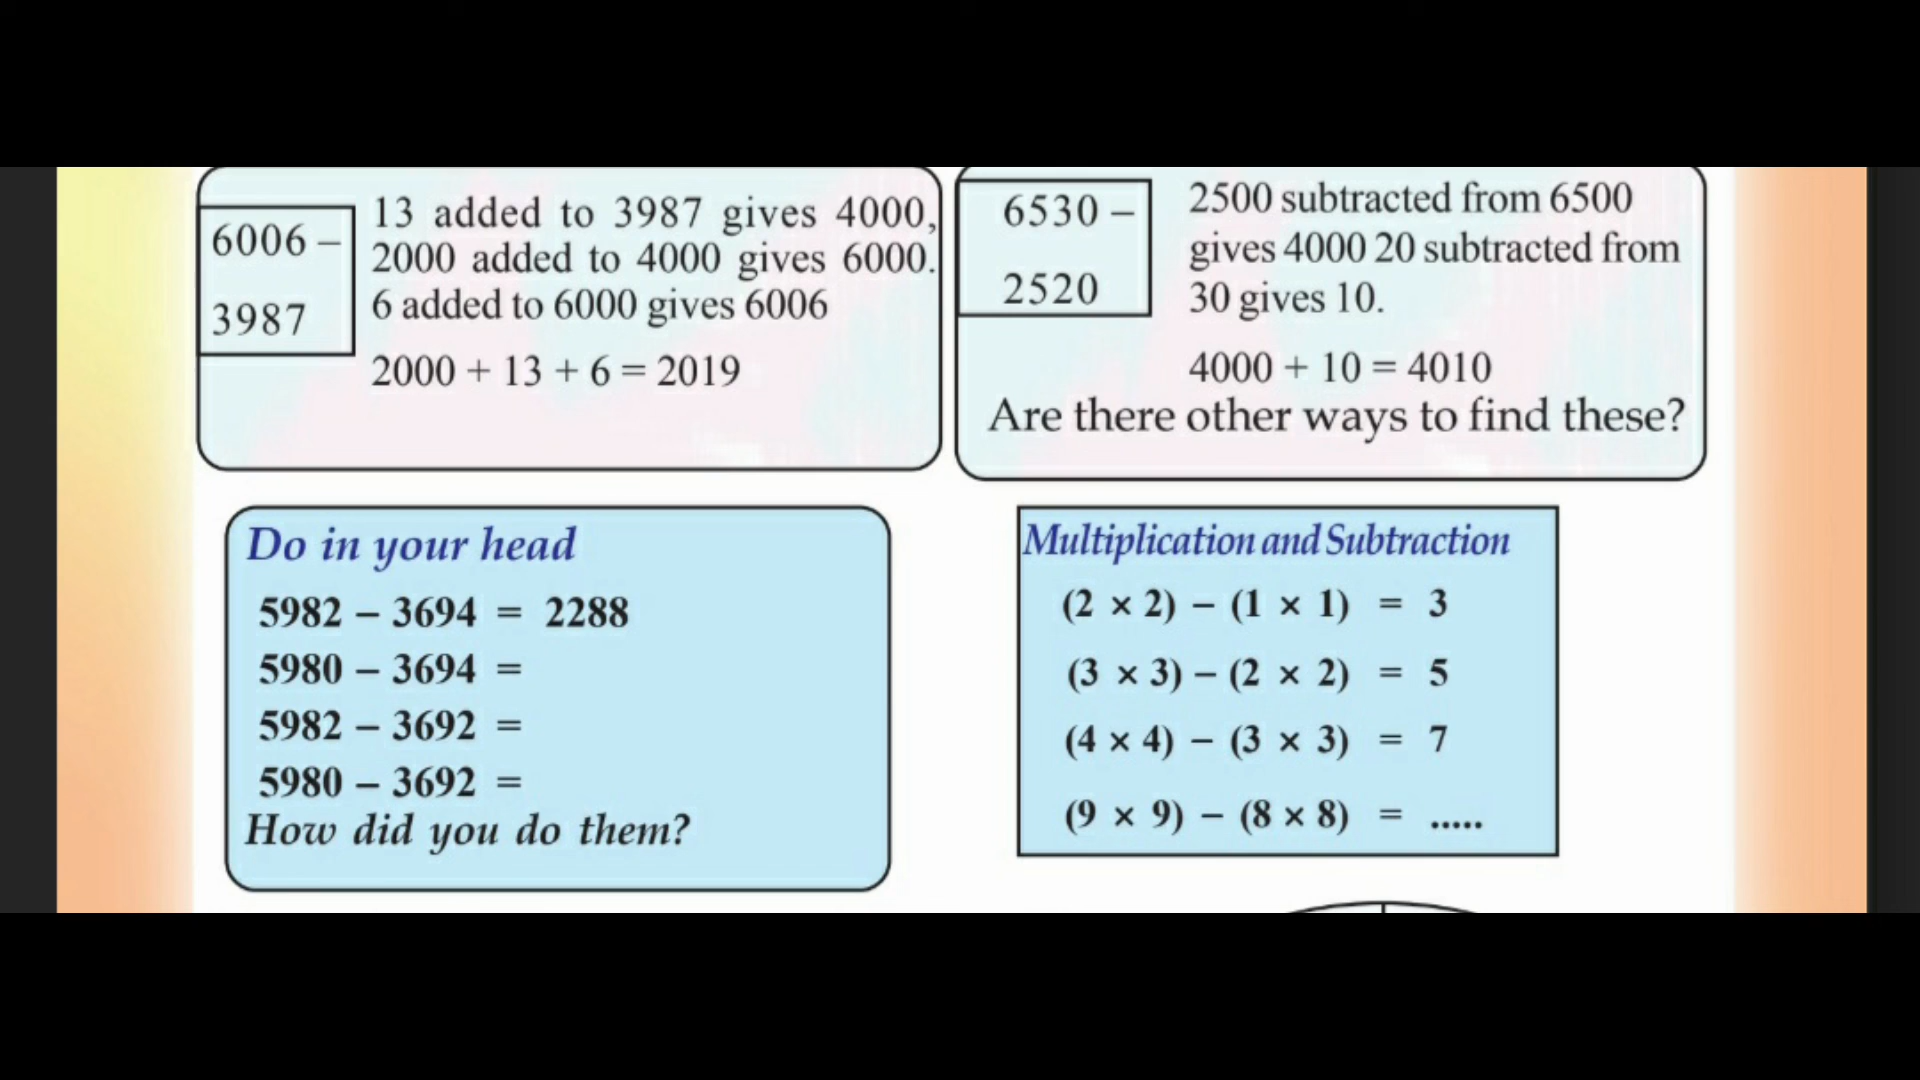 6006 –
3987
13 added to 3987 gives 4000,
2000 added to 4000 gives 6000.
6 added to 6000 gives 6006
2000 + 13 + 6 = 2019
6530 –
2520
2500 subtracted from 6500
gives 4000 20 subtracted from
30 gives 10.
4000 + 10 = 4010
Are there other ways to find these?
Do in your head
5982 – 3694 = 2288
5980 – 3694 =
5982 – 3692 =
5980 – 3692 =
How did you do them?
Multiplication and Subtraction
(2 × 2) – (1 × 1) = 3
(3 × 3) – (2 × 2) = 5
(4 × 4) – (3 × 3) = 7
(9 × 9) – (8 × 8) = .....